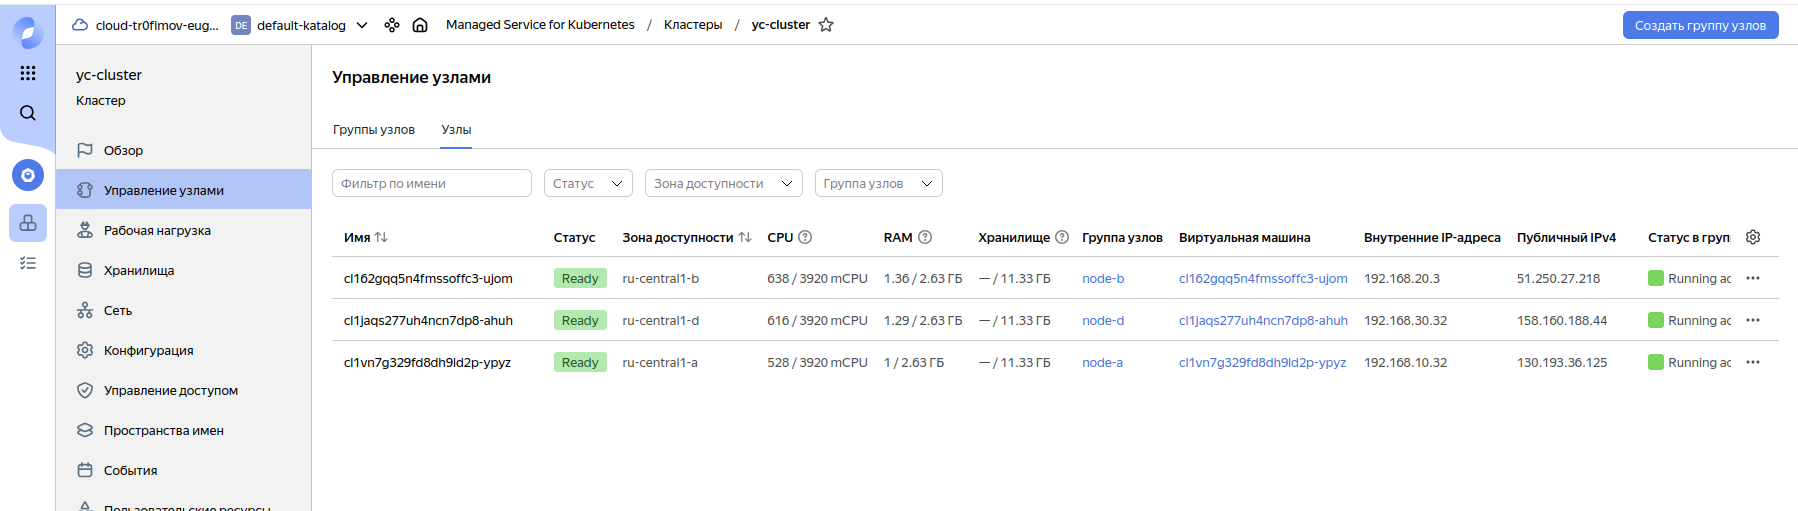 cloud-tr0fimov-eug... DE default-katalog Managed Service for Kubernetes / Кластеры / yc-cluster Создать группу узлов
yc-cluster
Кластер
Обзор
Управление узлами
Рабочая нагрузка
Хранилища
Сеть
Конфигурация
Управление доступом
Пространства имен
События
Пользовательские ресурсы
Управление узлами
Группы узлов Узлы
Фильтр по имени Статус Зона доступности Группа узлов
Имя Статус Зона доступности CPU RAM Хранилище Группа узлов Виртуальная машина Внутренние IP-адреса Публичный IPv4 Статус в груп
cl162gqq5n4fmssoffc3-ujom Ready ru-central1-b 638 / 3920 mCPU 1.36 / 2.63 ГБ — / 11.33 ГБ node-b cl162gqq5n4fmssoffc3-ujom 192.168.20.3 51.250.27.218 Running ac
cl1jaqs277uh4ncn7dp8-ahuh Ready ru-central1-d 616 / 3920 mCPU 1.29 / 2.63 ГБ — / 11.33 ГБ node-d cl1jaqs277uh4ncn7dp8-ahuh 192.168.30.32 158.160.188.44 Running ac
cl1vn7g329fd8dh9ld2p-ypyz Ready ru-central1-a 528 / 3920 mCPU 1 / 2.63 ГБ — / 11.33 ГБ node-a cl1vn7g329fd8dh9ld2p-ypyz 192.168.10.32 130.193.36.125 Running ac